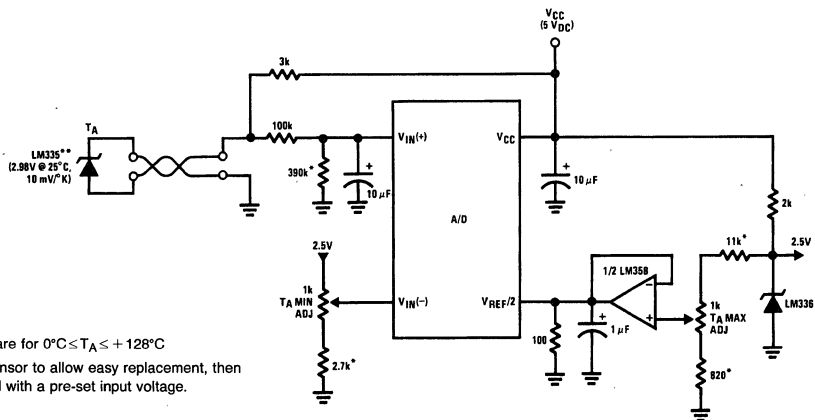 VCC
(5 VDC)
3k
TA
LM335**
(2.98V @ 25°C,
10 mV/°K)
100k
390k*
+
10 µF
VIN(+)
VCC
A/D
VIN(−)
VREF/2
+
10 µF
2k
11k*
2.5V
LM336
1/2 LM358
−
+
1k
TA MAX
ADJ
820*
100
+
1 µF
2.5V
1k
TA MIN
ADJ
2.7k*
are for 0°C≤TA≤+128°C
nsor to allow easy replacement, then
d with a pre-set input voltage.